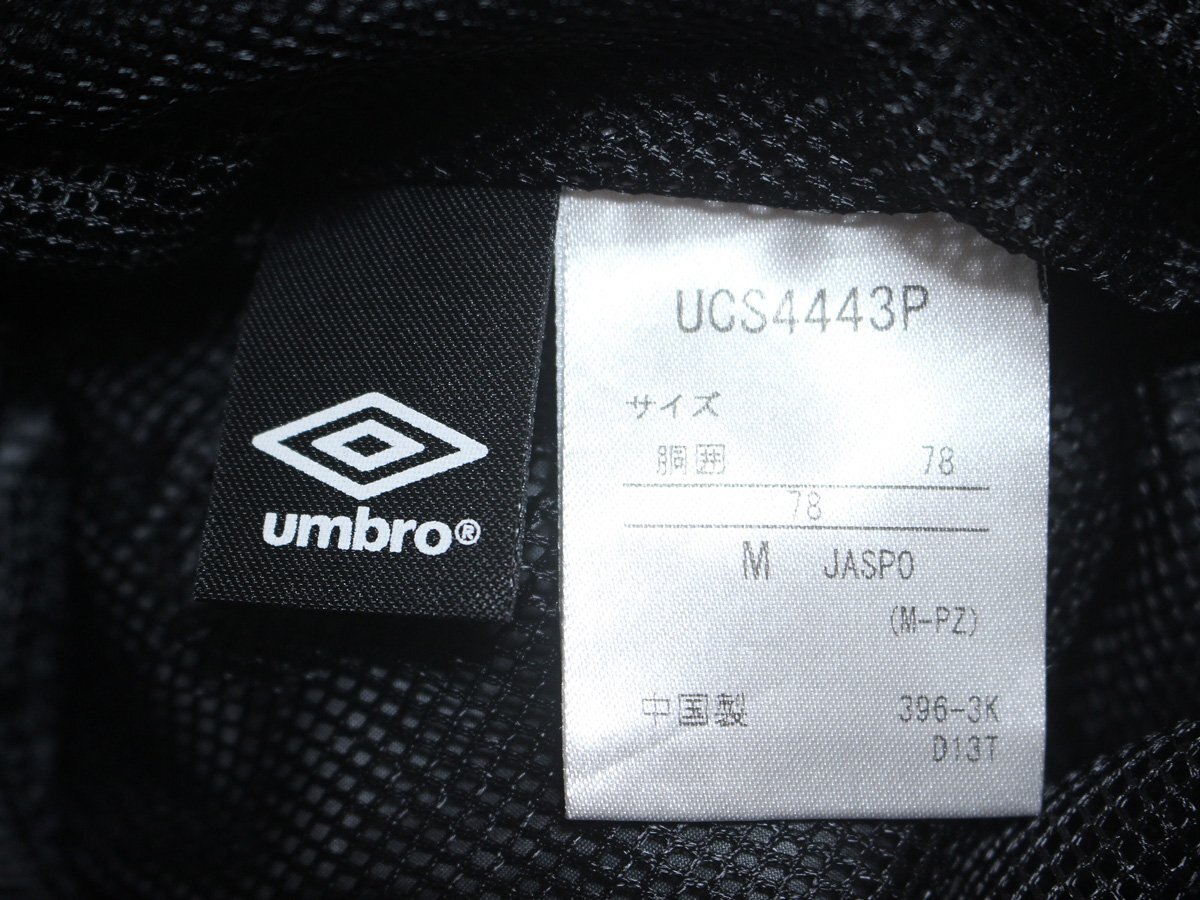 umbro®
UCS4443P
サイズ
胴囲 78
78
M JASPO
(M-PZ)
中国製 396-3K
D13T